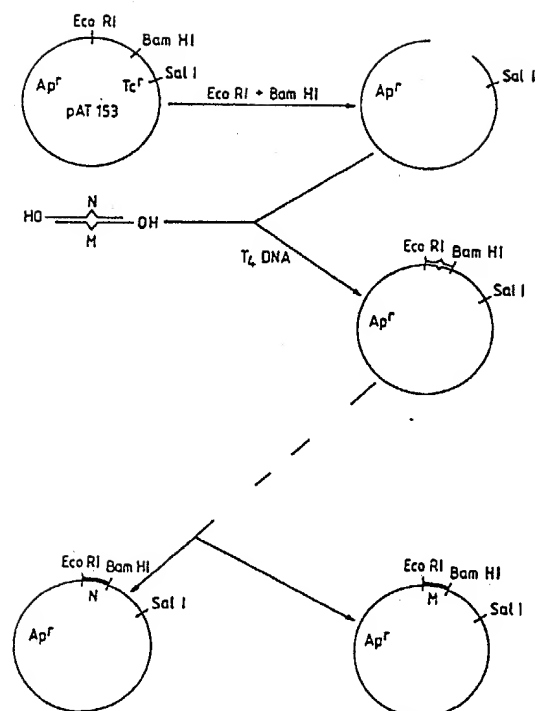 Eco RI
Bam HI
Apʳ
Tcʳ
Sal I
pAT 153
Eco RI + Bam HI
Apʳ
Sal I
N
HO
OH
M
T₄ DNA
Eco RI
Bam HI
Sal I
Apʳ
Eco RI
Bam HI
N
Sal I
Apʳ
Eco RI
Bam HI
M
Sal I
Apʳ